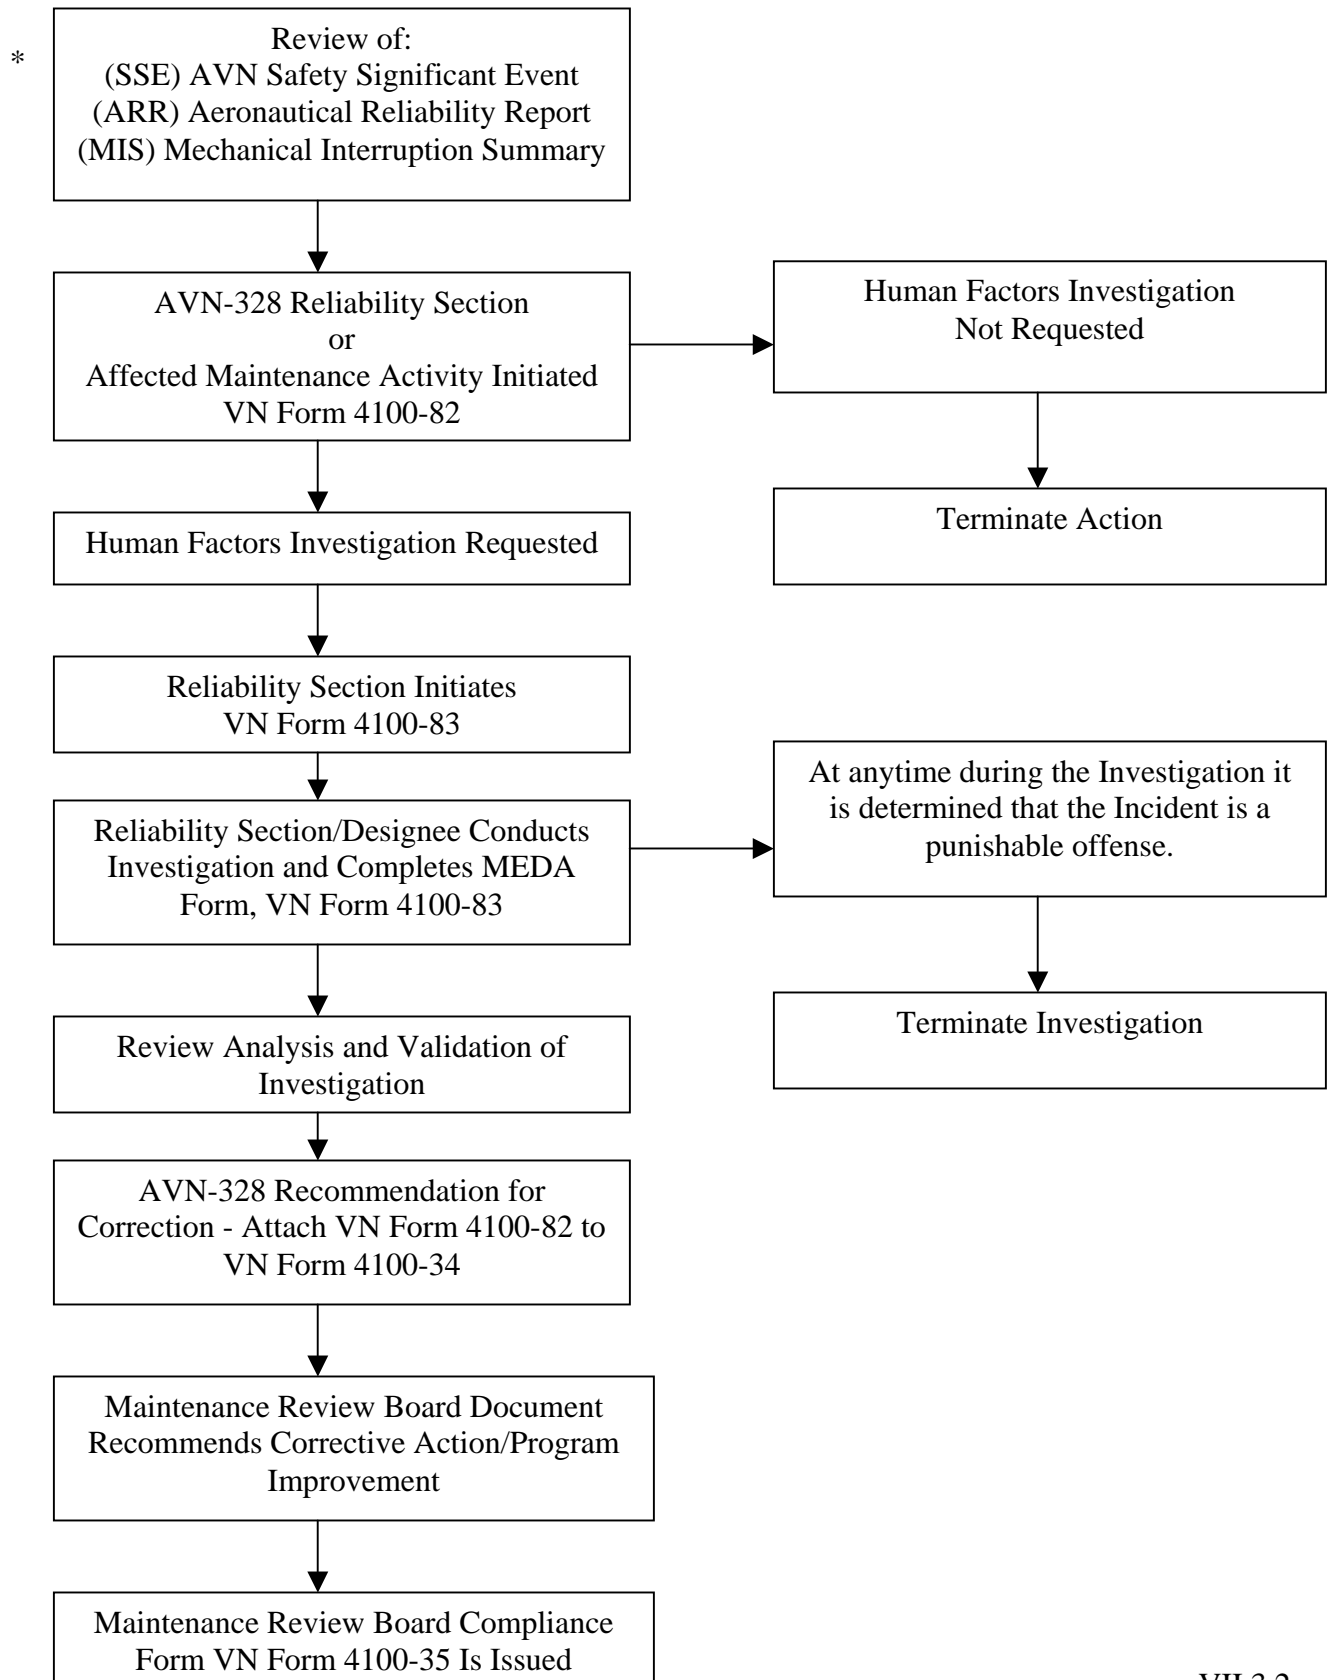 *
Review of:
(SSE) AVN Safety Significant Event
(ARR) Aeronautical Reliability Report
(MIS) Mechanical Interruption Summary
AVN-328 Reliability Section
or
Affected Maintenance Activity Initiated
VN Form 4100-82
Human Factors Investigation
Not Requested
Terminate Action
Human Factors Investigation Requested
Reliability Section Initiates
VN Form 4100-83
Reliability Section/Designee Conducts
Investigation and Completes MEDA
Form, VN Form 4100-83
At anytime during the Investigation it
is determined that the Incident is a
punishable offense.
Terminate Investigation
Review Analysis and Validation of
Investigation
AVN-328 Recommendation for
Correction - Attach VN Form 4100-82 to
VN Form 4100-34
Maintenance Review Board Document
Recommends Corrective Action/Program
Improvement
Maintenance Review Board Compliance
Form VN Form 4100-35 Is Issued